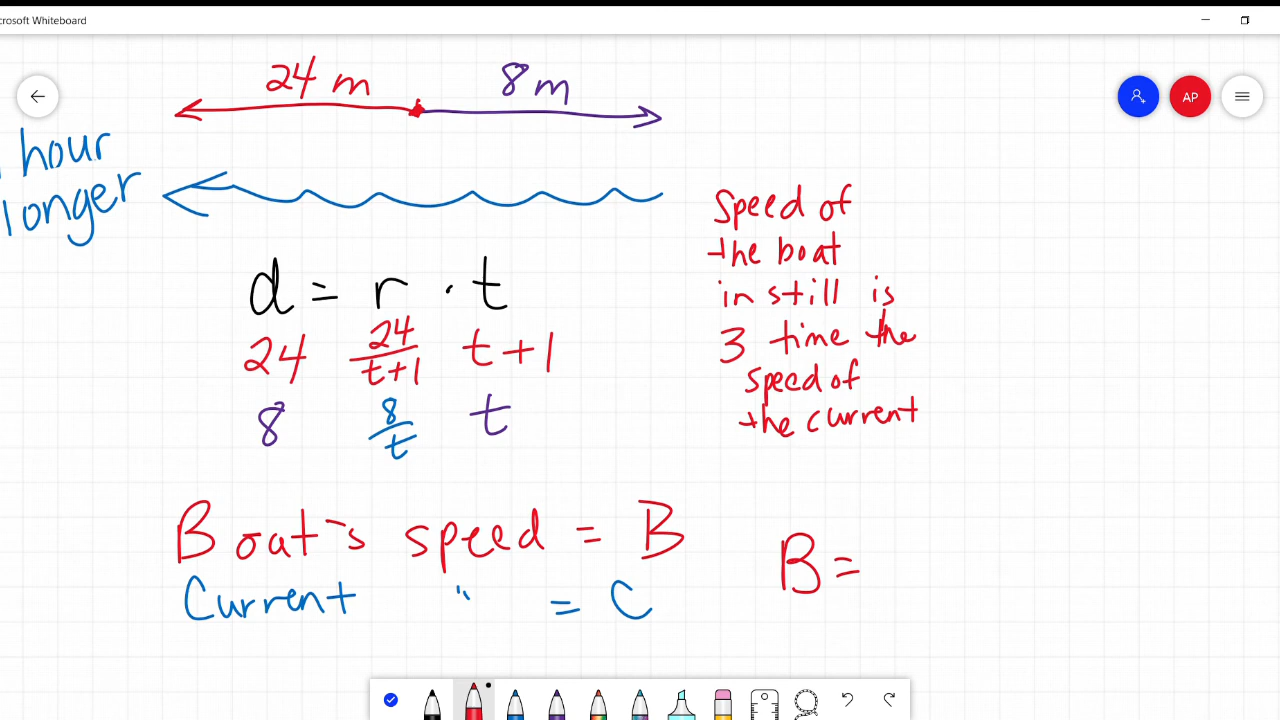 crosoft Whiteboard
24 m
8 m
AP
hour
longer
Speed of
the boat
in still is
3 time the
speed of
the current
d = r · t
24 24/t+1 t+1
8 8/t t
Boat's speed = B
Current " = C
B =